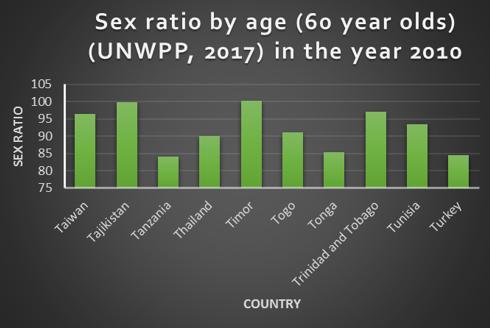 Sex ratio by age (60 year olds)
(UNWPP, 2017) in the year 2010
SEX RATIO
105
100
95
90
85
80
75
Taiwan
Tajikistan
Tanzania
Thailand
Timor
Togo
Tonga
Trinidad and Tobago
Tunisia
Turkey
COUNTRY